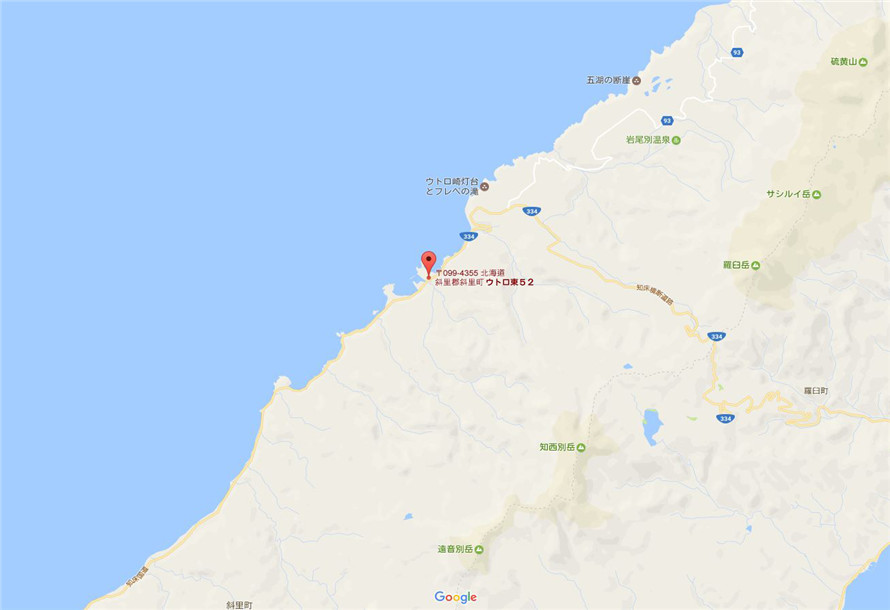 93
硫黄山
五湖の断崖
93
岩尾別温泉
ウトロ崎灯台
とフレペの滝
サシルイ岳
334
334
羅臼岳
〒099-4355 北海道
斜里郡斜里町ウトロ東５２
知床横断道路
334
羅臼町
334
知西別岳
遠音別岳
知床国道
Google
斜里町